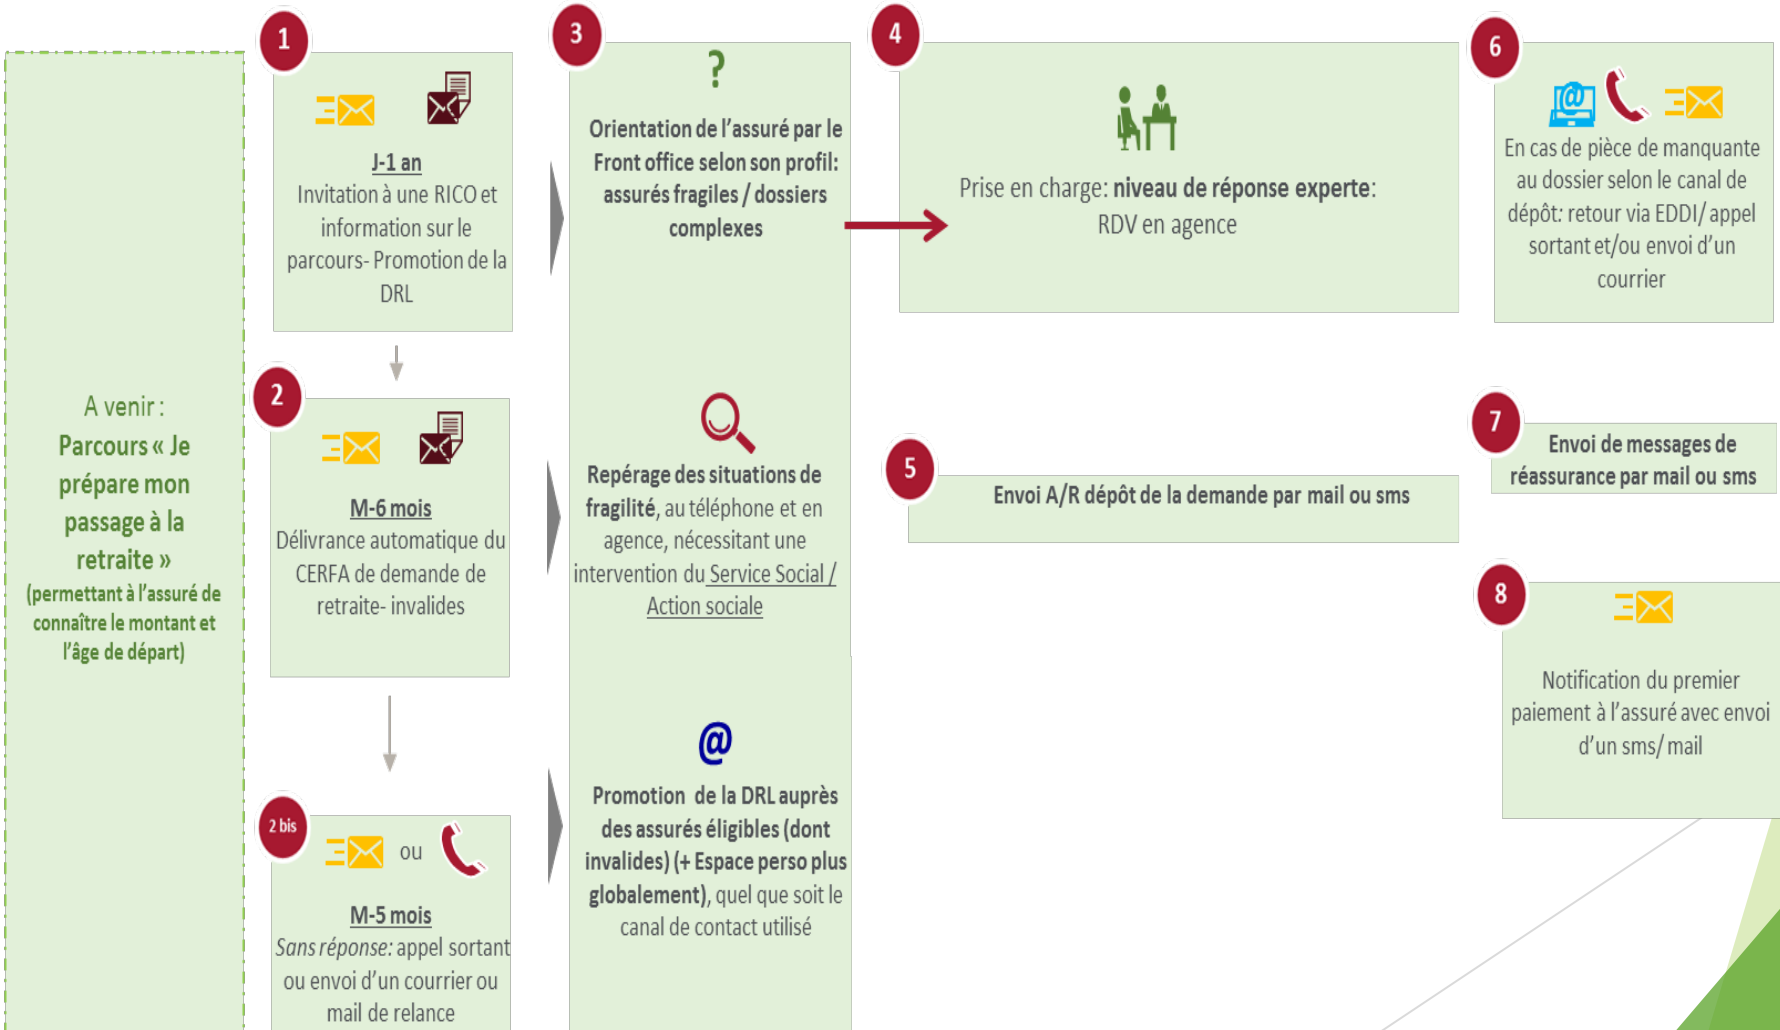 A venir :
Parcours « Je
prépare mon
passage à la
retraite »
(permettant à l’assuré de
connaître le montant et
l’âge de départ)
1
J-1 an
Invitation à une RICO et
information sur le
parcours- Promotion de la
DRL
2
M-6 mois
Délivrance automatique du
CERFA de demande de
retraite- invalides
2 bis
ou
M-5 mois
Sans réponse: appel sortant
ou envoi d’un courrier ou
mail de relance
3
?
Orientation de l’assuré par le
Front office selon son profil:
assurés fragiles / dossiers
complexes
Repérage des situations de
fragilité, au téléphone et en
agence, nécessitant une
intervention du Service Social /
Action sociale
@
Promotion de la DRL auprès
des assurés éligibles (dont
invalides) (+ Espace perso plus
globalement), quel que soit le
canal de contact utilisé
4
Prise en charge: niveau de réponse experte:
RDV en agence
5
Envoi A/R dépôt de la demande par mail ou sms
6
@
En cas de pièce de manquante
au dossier selon le canal de
dépôt: retour via EDDI/ appel
sortant et/ou envoi d’un
courrier
7
Envoi de messages de
réassurance par mail ou sms
8
Notification du premier
paiement à l’assuré avec envoi
d’un sms/ mail